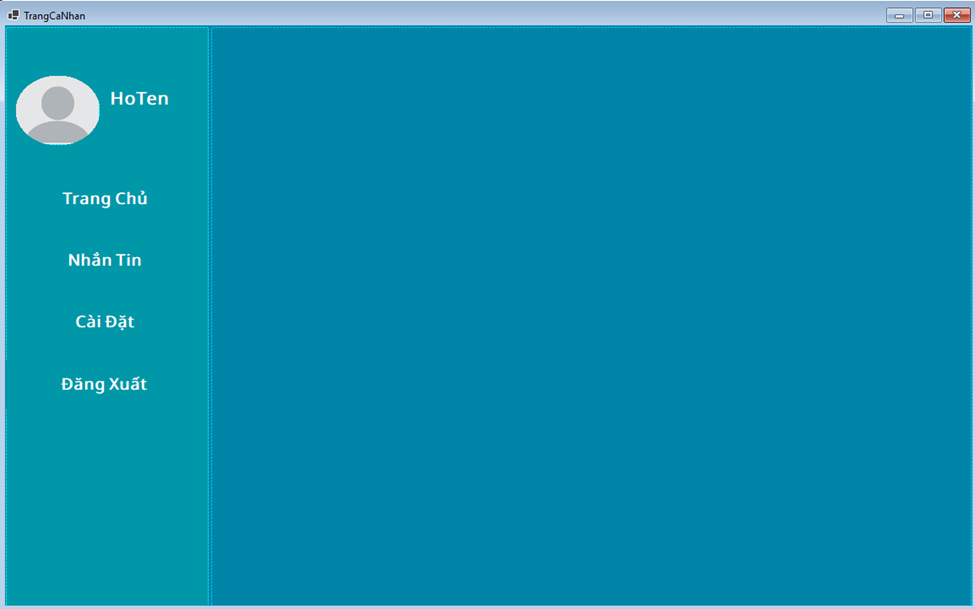 TrangCaNhan
HoTen
Trang Chủ
Nhắn Tin
Cài Đặt
Đăng Xuất